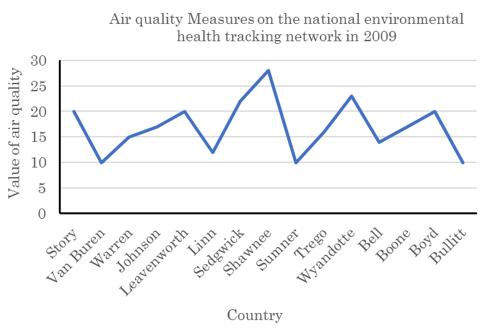 Air quality Measures on the national environmental
health tracking network in 2009
Value of air quality
30
25
20
15
10
5
0
Story
Van Buren
Warren
Johnson
Leavenworth
Linn
Sedgwick
Shawnee
Sumner
Trego
Wyandotte
Bell
Boone
Boyd
Bullitt
Country